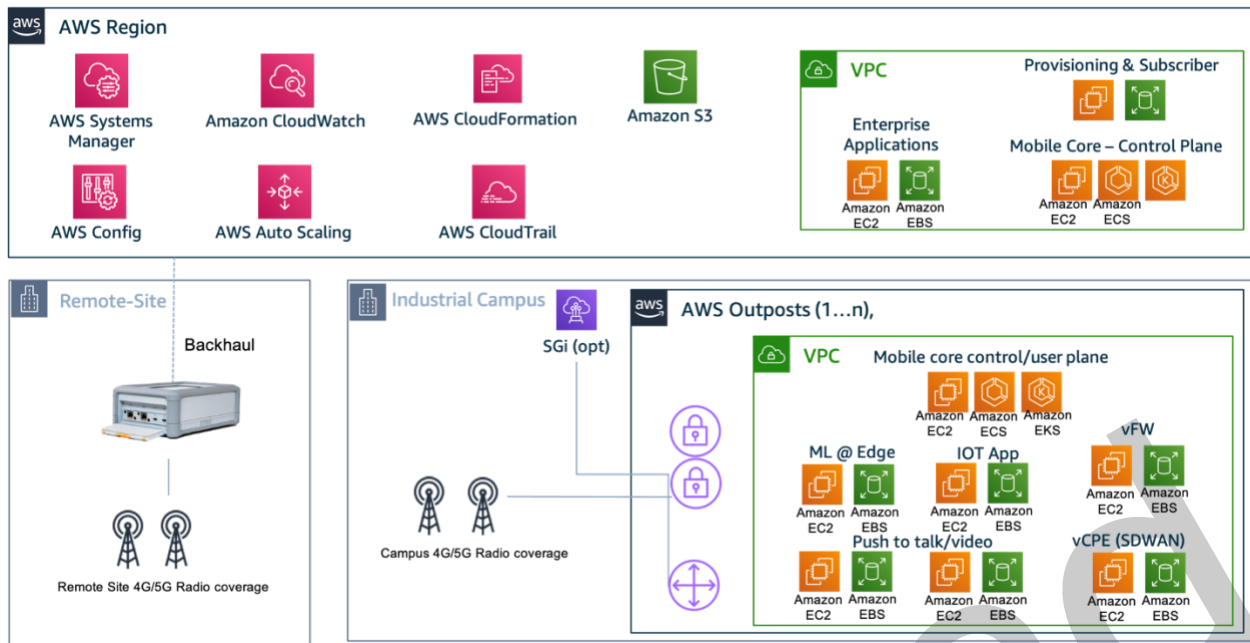 aws
AWS Region
AWS Systems
Manager
Amazon CloudWatch
AWS CloudFormation
Amazon S3
AWS Config
AWS Auto Scaling
AWS CloudTrail
VPC
Provisioning & Subscriber
Enterprise
Applications
Amazon
EC2
Amazon
EBS
Mobile Core – Control Plane
Amazon
EC2
Amazon
ECS
Remote-Site
Backhaul
Remote Site 4G/5G Radio coverage
Industrial Campus
SGi (opt)
Campus 4G/5G Radio coverage
aws
AWS Outposts (1...n),
VPC
Mobile core control/user plane
Amazon
EC2
Amazon
ECS
Amazon
EKS
vFW
Amazon
EC2
Amazon
EBS
ML @ Edge
Amazon
EC2
Amazon
EBS
IOT App
Amazon
EC2
Amazon
EBS
Push to talk/video
Amazon
EC2
Amazon
EBS
Amazon
EC2
Amazon
EBS
vCPE (SDWAN)
Amazon
EC2
Amazon
EBS